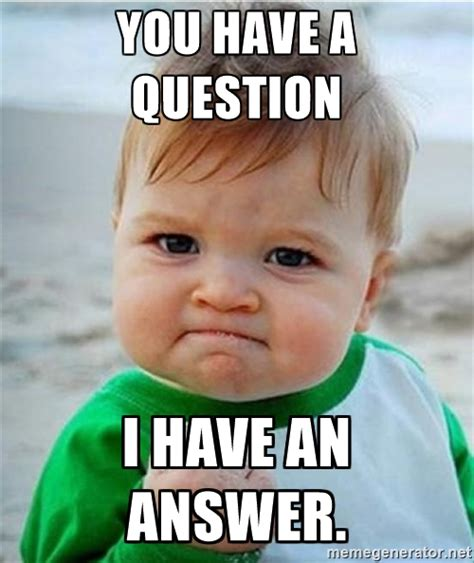 YOU HAVE A
QUESTION
I HAVE AN
ANSWER.
memegenerator.net